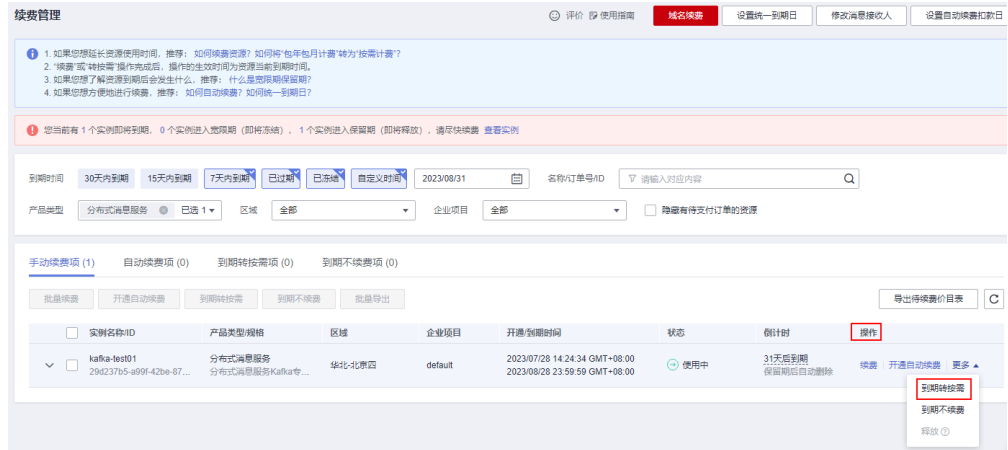 续费管理
评价 使用指南 域名续费 设置统一到期日 修改消息接收人 设置自动续费扣款日
1. 如果您想延长资源使用时间，推荐： 如何续费资源？如何将“包年包月计费”转为“按需计费”？
2. “续费”或“转按需”操作完成后，操作的生效时间为资源当前到期时间。
3. 如果您想了解资源到期后会发生什么，推荐： 什么是宽限期保留期？
4. 如果您想方便地进行续费，推荐： 如何自动续费？如何统一到期日？
您当前有 1 个实例即将到期， 0 个实例进入宽限期（即将冻结）， 1 个实例进入保留期（即将释放），请尽快续费 查看实例
到期时间 30天内到期 15天内到期 7天内到期 已过期 已冻结 自定义时间 2023/08/31 名称/订单号/ID 请输入对应内容
产品类型 分布式消息服务 已选 1 区域 全部 企业项目 全部 隐藏有待支付订单的资源
手动续费项 (1) 自动续费项 (0) 到期转按需项 (0) 到期不续费项 (0)
批量续费 开通自动续费 到期转按需 到期不续费 批量导出 导出待续费价目表
实例名称/ID 产品类型/规格 区域 企业项目 开通/到期时间 状态 倒计时 操作
kafka-test01 分布式消息服务 华北-北京四 default 2023/07/28 14:24:34 GMT+08:00 使用中 31天后到期 续费 开通自动续费 更多
29d237b5-a99f-42be-87... 分布式消息服务Kafka专... 2023/08/28 23:59:59 GMT+08:00 保留期后自动删除
到期转按需
到期不续费
释放